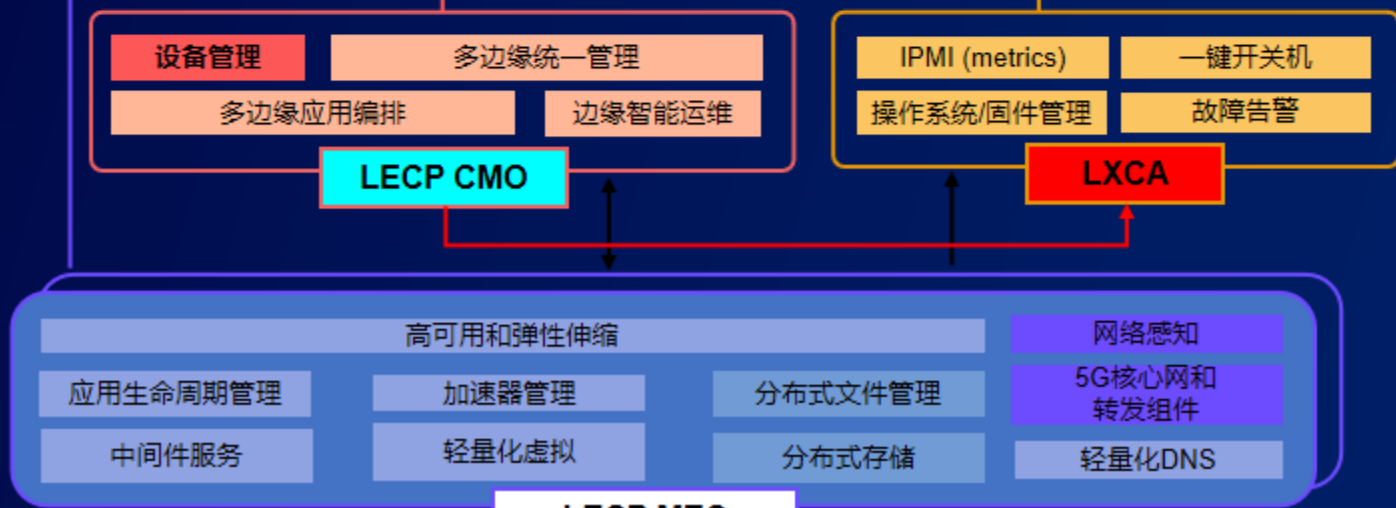 设备管理
多边缘统一管理
多边缘应用编排
边缘智能运维
LECP CMO
IPMI (metrics)
一键开关机
操作系统/固件管理
故障告警
LXCA
高可用和弹性伸缩
网络感知
应用生命周期管理
加速器管理
分布式文件管理
5G核心网和
转发组件
中间件服务
轻量化虚拟
分布式存储
轻量化DNS
LECP MEC